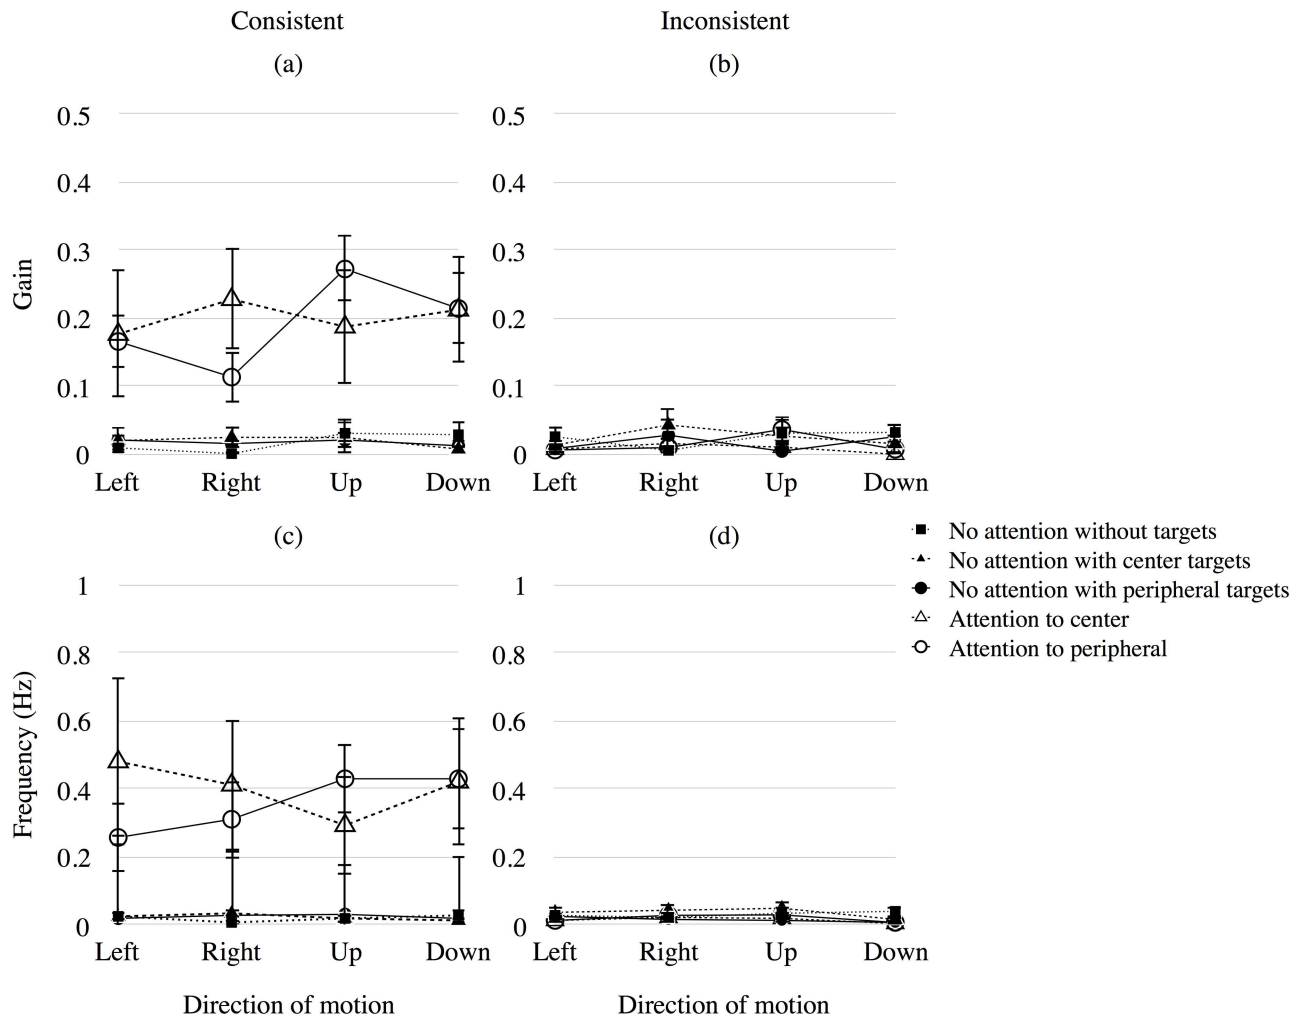 Consistent
Inconsistent
(a)
(b)
0.5
0.4
0.3
0.2
0.1
0
Gain
Left Right Up Down
0.5
0.4
0.3
0.2
0.1
0
Left Right Up Down
(c)
(d)
1
0.8
0.6
0.4
0.2
0
Frequency (Hz)
Left Right Up Down
Direction of motion
1
0.8
0.6
0.4
0.2
0
Left Right Up Down
Direction of motion
No attention without targets
No attention with center targets
No attention with peripheral targets
Attention to center
Attention to peripheral